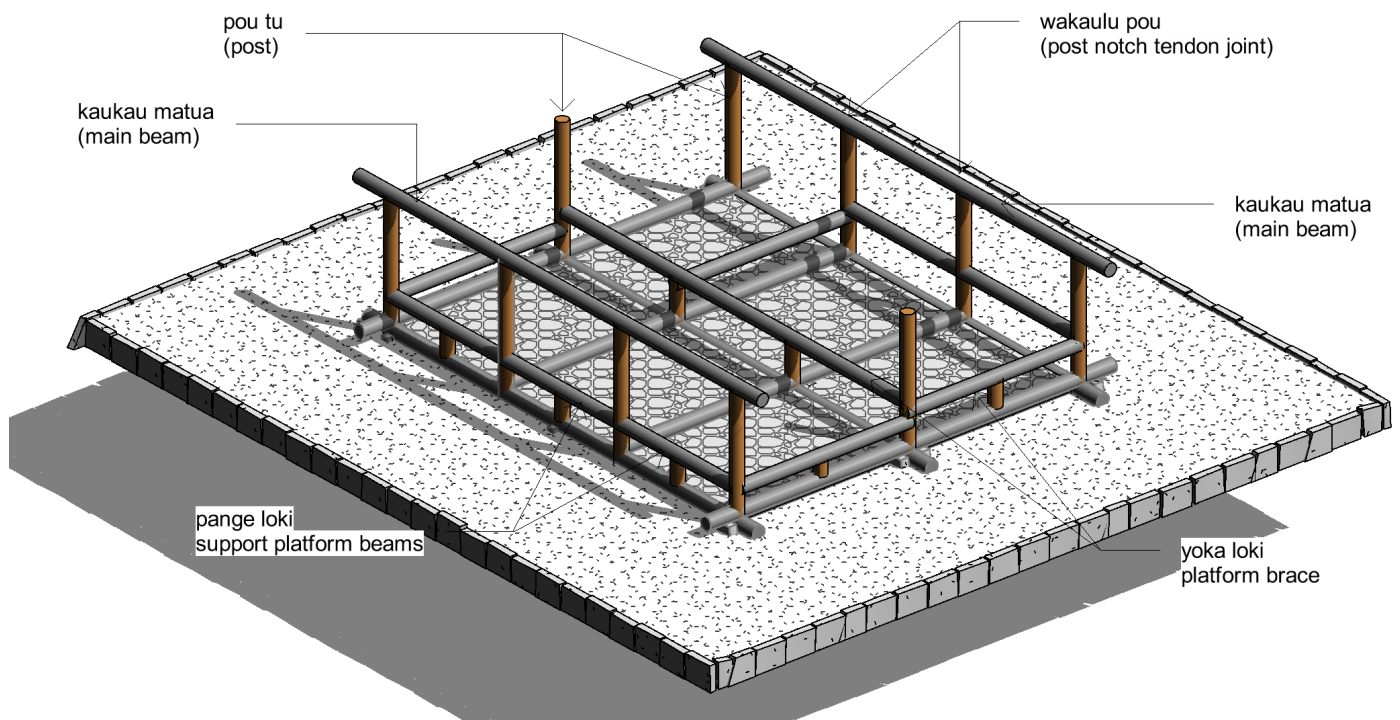 pou tu
(post)
wakaulu pou
(post notch tendon joint)
kaukau matua
(main beam)
kaukau matua
(main beam)
pange loki
support platform beams
yoka loki
platform brace